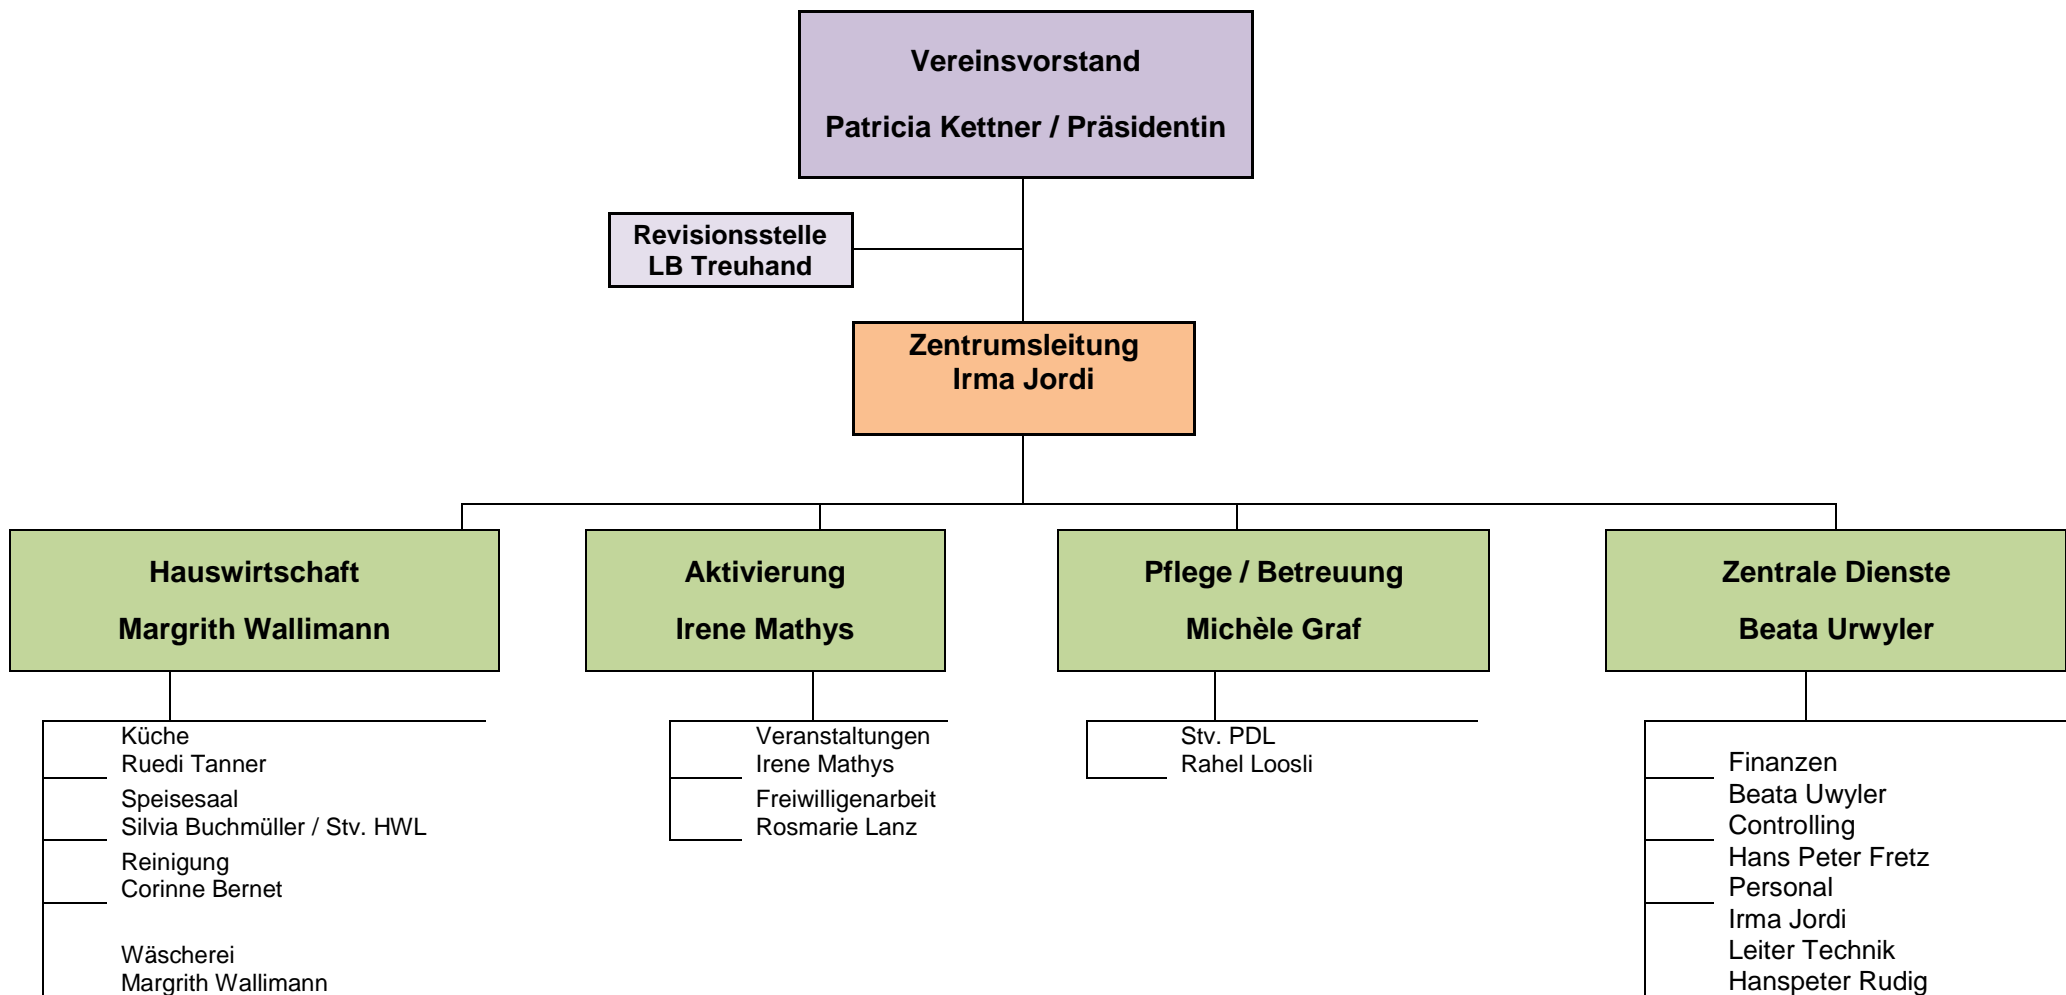 Vereinsvorstand
Patricia Kettner / Präsidentin
Revisionsstelle
LB Treuhand
Zentrumsleitung
Irma Jordi
Hauswirtschaft
Margrith Wallimann
Aktivierung
Irene Mathys
Pflege / Betreuung
Michèle Graf
Zentrale Dienste
Beata Urwyler
Küche
Ruedi Tanner
Speisesaal
Silvia Buchmüller / Stv. HWL
Reinigung
Corinne Bernet
Wäscherei
Margrith Wallimann
Veranstaltungen
Irene Mathys
Freiwilligenarbeit
Rosmarie Lanz
Stv. PDL
Rahel Loosli
Finanzen
Beata Uwyler
Controlling
Hans Peter Fretz
Personal
Irma Jordi
Leiter Technik
Hanspeter Rudig